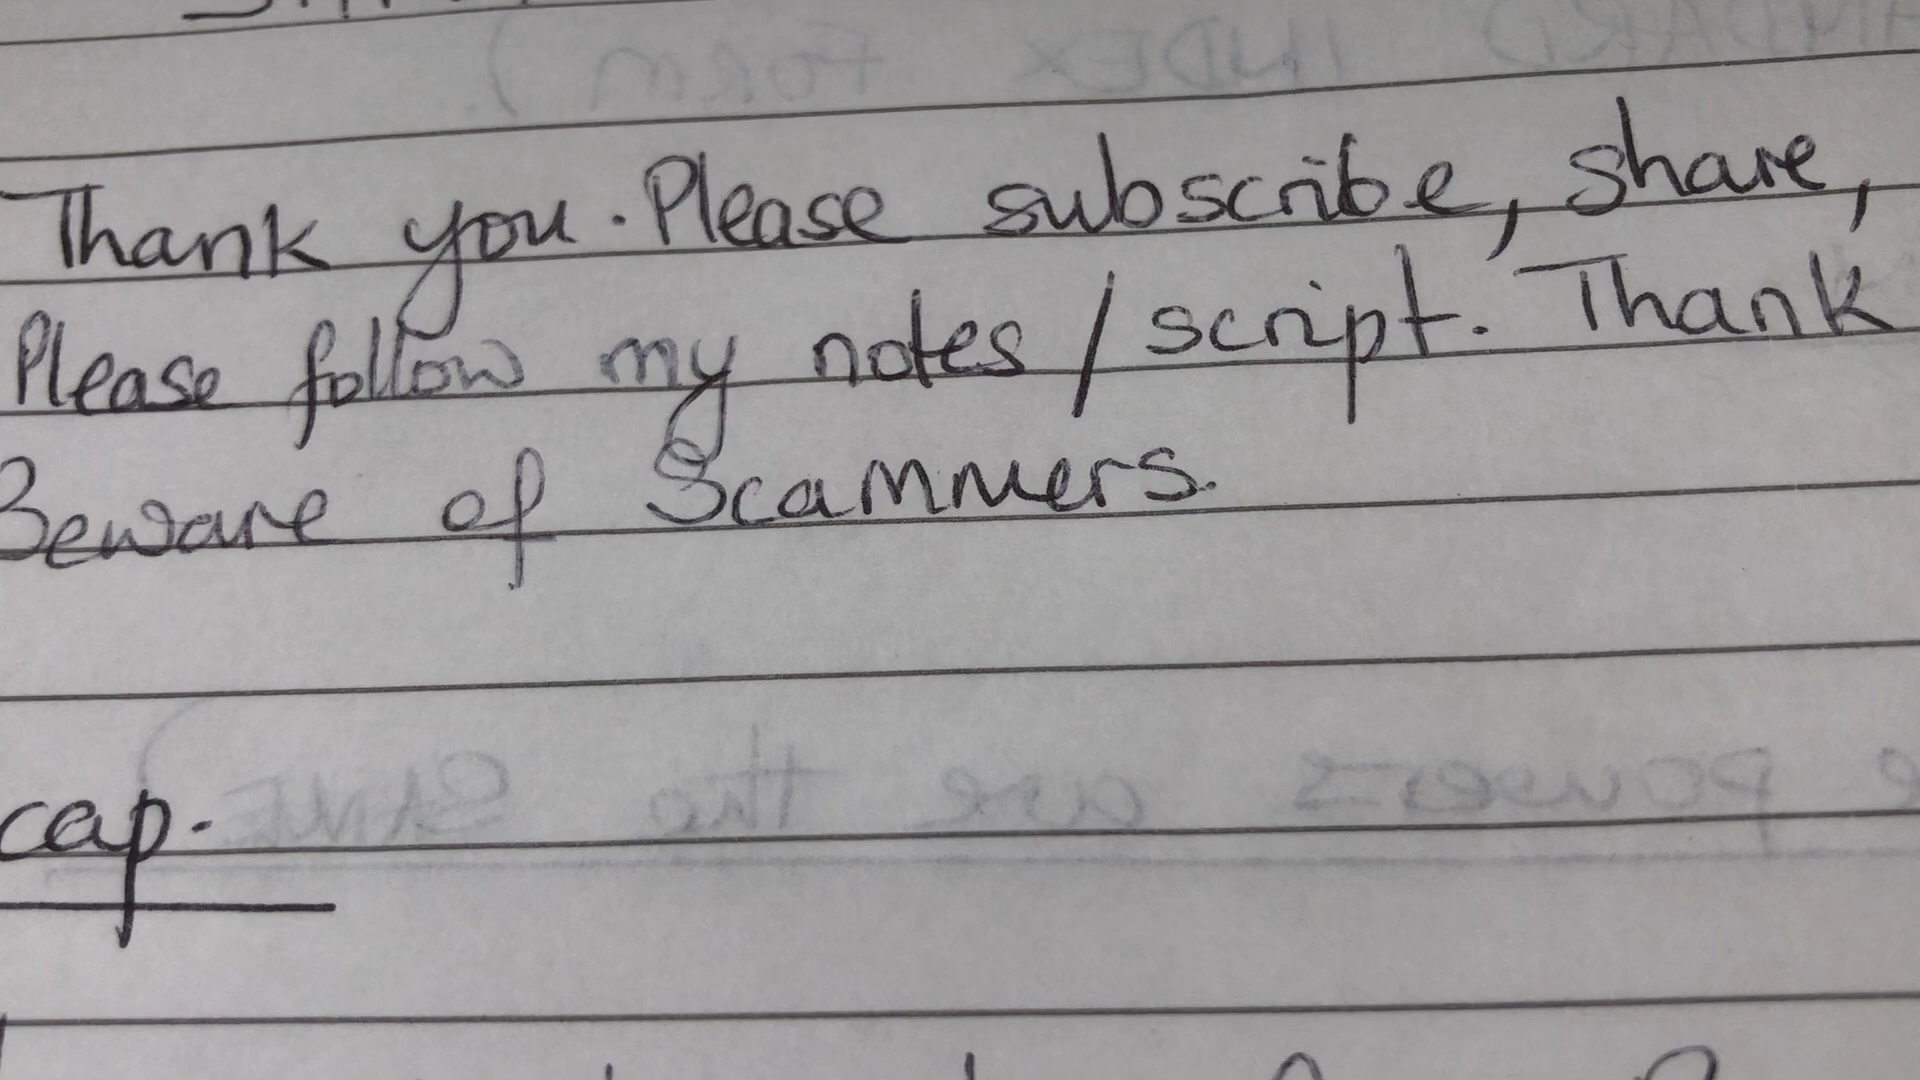 Thank you. Please subscribe, share,
Please follow my notes / script. Thank
Beware of Scammers.
cap.